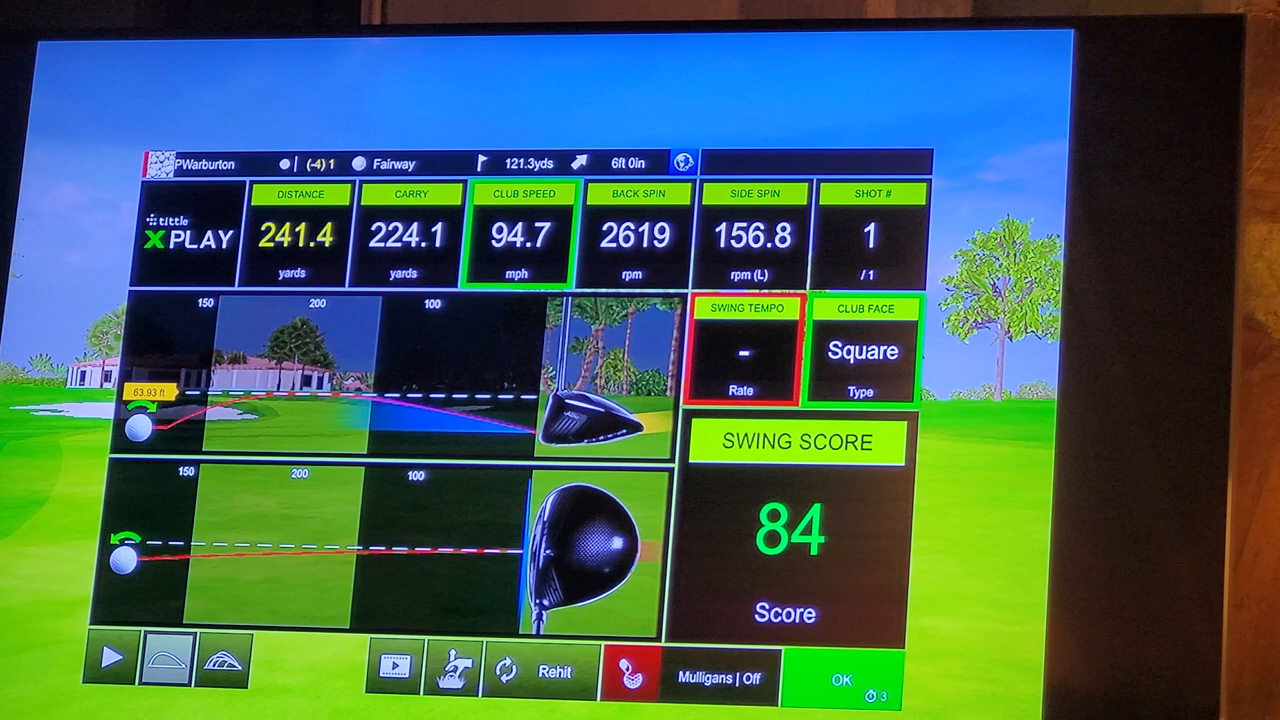 PWarburton (-4) 1 Fairway 121.3yds 6ft 0in
tittle
X PLAY
DISTANCE
241.4
yards
CARRY
224.1
yards
CLUB SPEED
94.7
mph
BACK SPIN
2619
rpm
SIDE SPIN
156.8
rpm (L)
SHOT #
1
/ 1
150 200 100
63.93 ft
SWING TEMPO
-
Rate
CLUB FACE
Square
Type
150 200 100
SWING SCORE
84
Score
Rehit
Mulligans | Off
OK
3